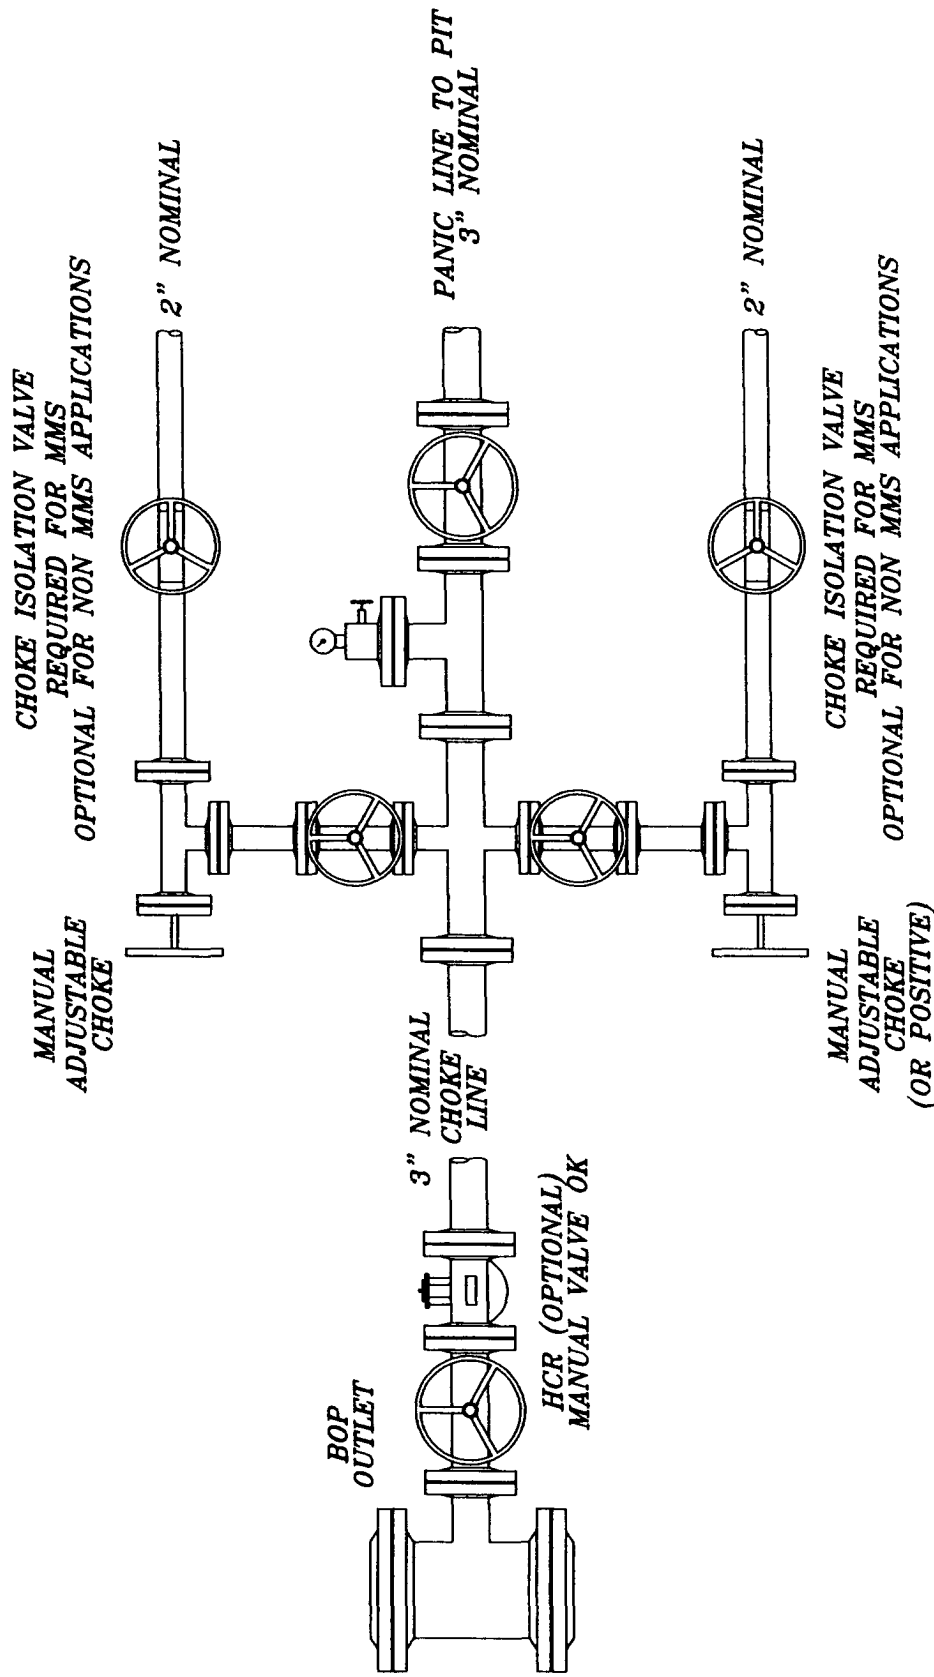 BOP
OUTLET
HCR (OPTIONAL)
MANUAL VALVE OK
3" NOMINAL
CHOKE
LINE
MANUAL
ADJUSTABLE
CHOKE
CHOKE ISOLATION VALVE
REQUIRED FOR MMS
OPTIONAL FOR NON MMS APPLICATIONS
2" NOMINAL
PANIC LINE TO PIT
3" NOMINAL
MANUAL
ADJUSTABLE
CHOKE
(OR POSITIVE)
CHOKE ISOLATION VALVE
REQUIRED FOR MMS
OPTIONAL FOR NON MMS APPLICATIONS
2" NOMINAL